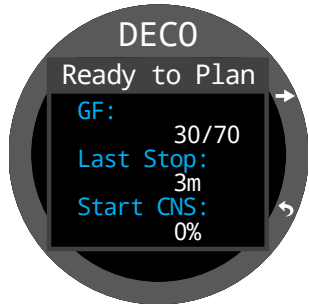 DECO
Ready to Plan
GF:
30/70
Last Stop:
3m
Start CNS:
0%